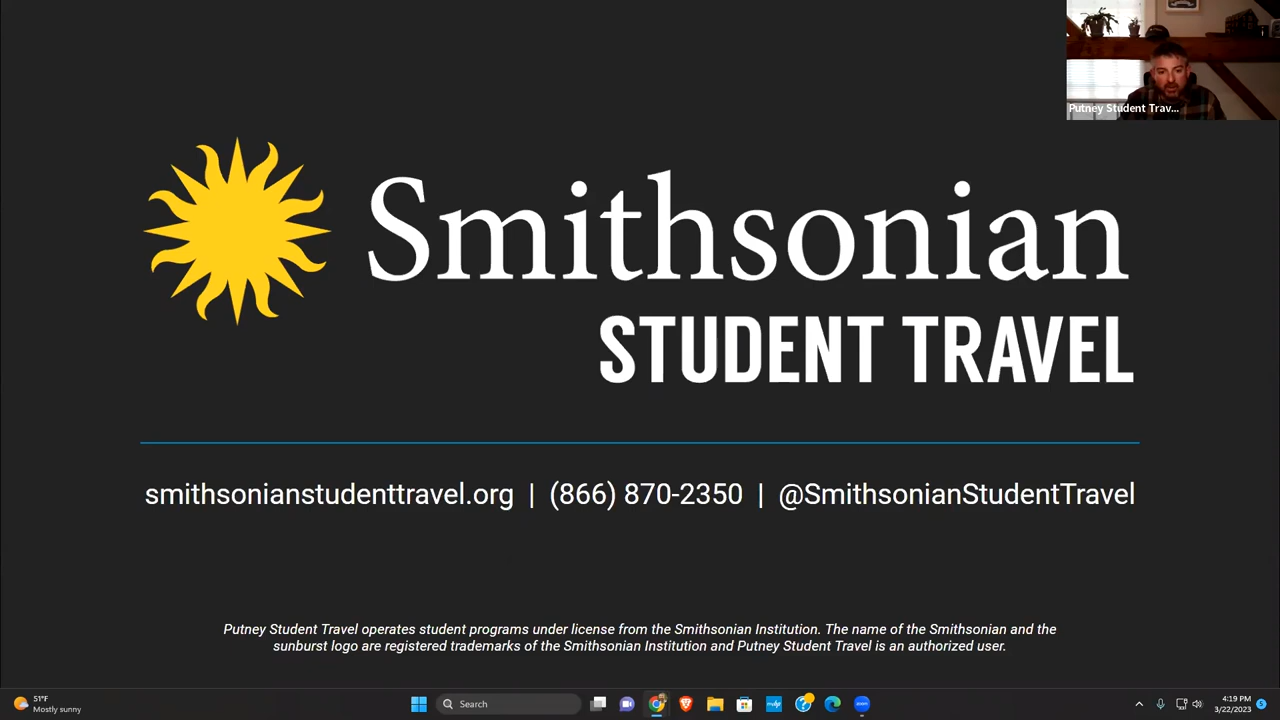 Putney Student Trav...
Smithsonian
STUDENT TRAVEL
smithsonianstudenttravel.org | (866) 870-2350 | @SmithsonianStudentTravel
Putney Student Travel operates student programs under license from the Smithsonian Institution. The name of the Smithsonian and the
sunburst logo are registered trademarks of the Smithsonian Institution and Putney Student Travel is an authorized user.
51°F
Mostly sunny
Search
zoom
4:19 PM
3/22/2023